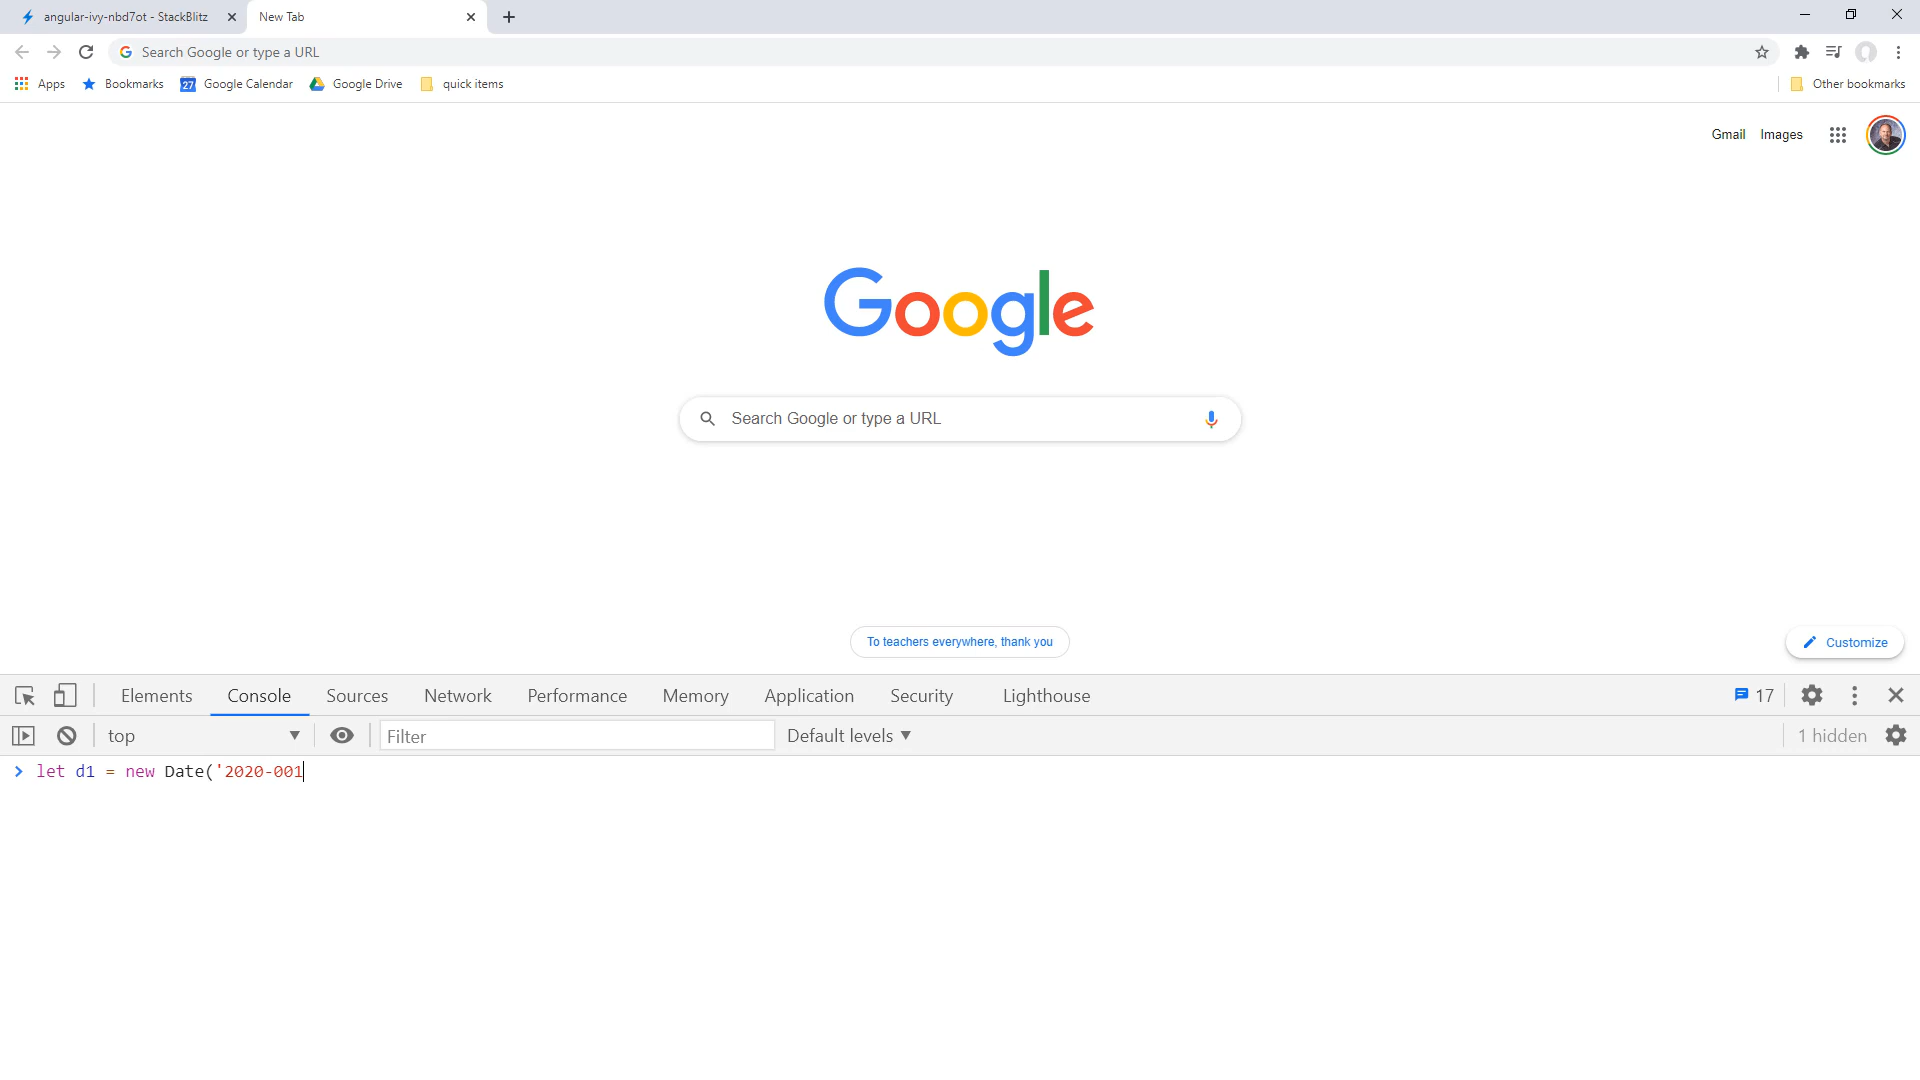 angular-ivy-nbd7ot - StackBlitz
New Tab
Search Google or type a URL
Apps
Bookmarks
27
Google Calendar
Google Drive
quick items
Other bookmarks
Gmail
Images
Google
Search Google or type a URL
To teachers everywhere, thank you
Customize
Elements
Console
Sources
Network
Performance
Memory
Application
Security
Lighthouse
17
top
Filter
Default levels
1 hidden
let d1 = new Date('2020-001